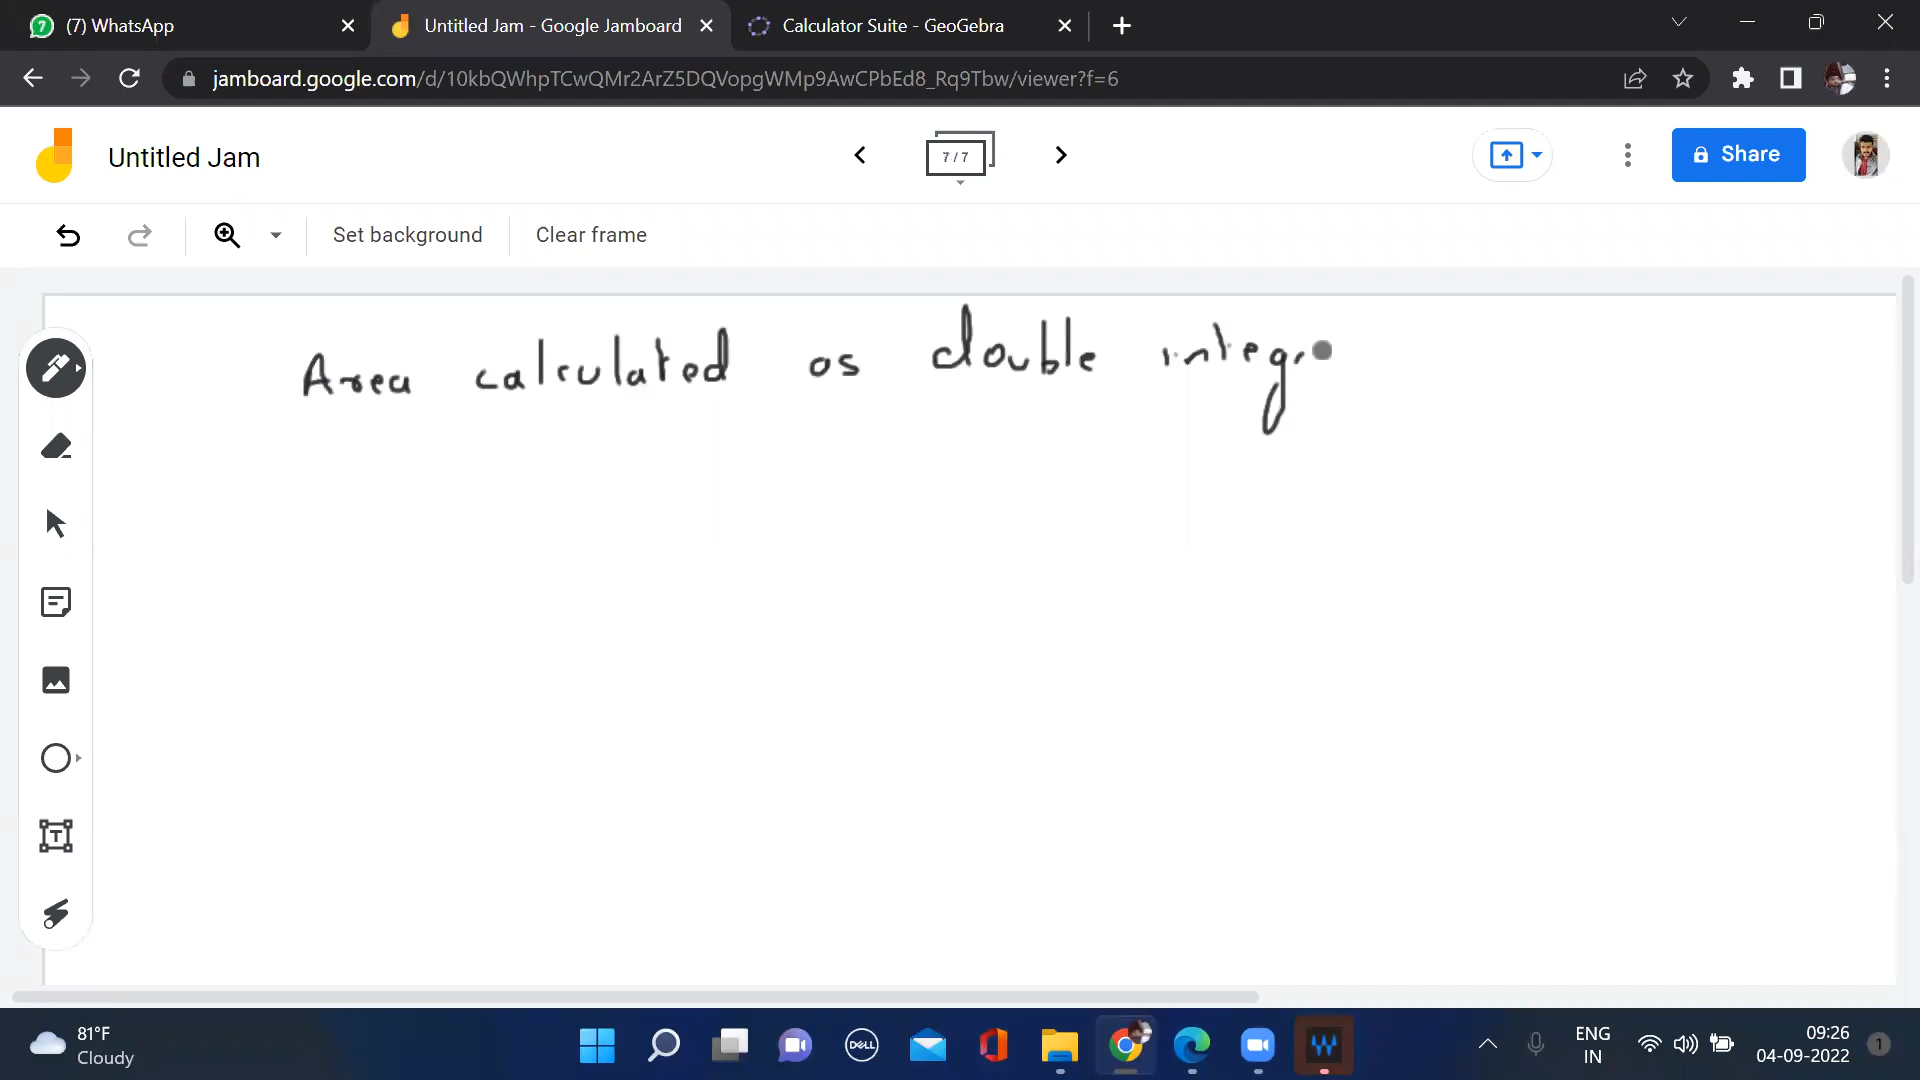 (7) WhatsApp
Untitled Jam - Google Jamboard
Calculator Suite - GeoGebra
jamboard.google.com/d/10kbQWhpTCwQMr2ArZ5DQVopgWMp9AwCPbEd8_Rq9Tbw/viewer?f=6
Untitled Jam
7 / 7
Share
Set background
Clear frame
Area calculated as double integr
81°F
Cloudy
DELL
ENG
IN
09:26
04-09-2022
1